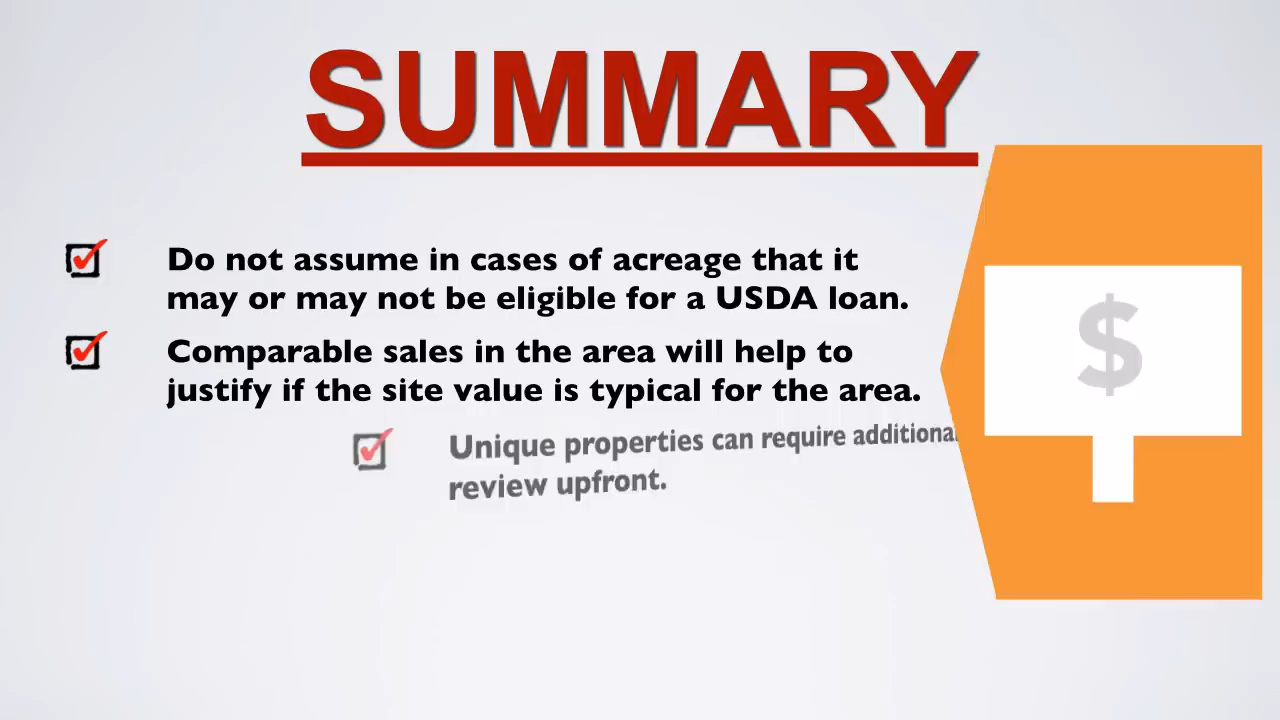 SUMMARY
Do not assume in cases of acreage that it
may or may not be eligible for a USDA loan.
Comparable sales in the area will help to
justify if the site value is typical for the area.
Unique properties can require additional
review upfront.
$